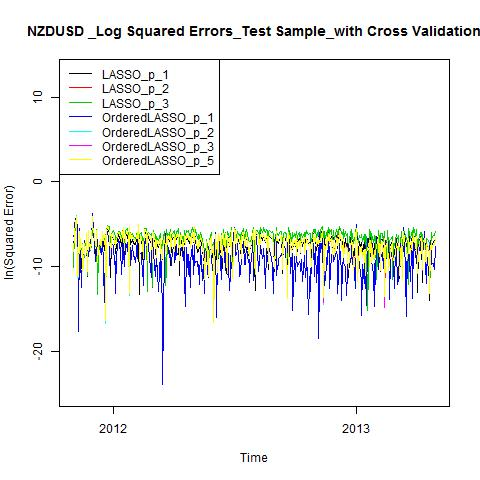 NZDUSD _Log Squared Errors_Test Sample_with Cross Validation
LASSO_p_1
LASSO_p_2
LASSO_p_3
OrderedLASSO_p_1
OrderedLASSO_p_2
OrderedLASSO_p_3
OrderedLASSO_p_5
ln(Squared Error)
10
0
-10
-20
2012 2013
Time